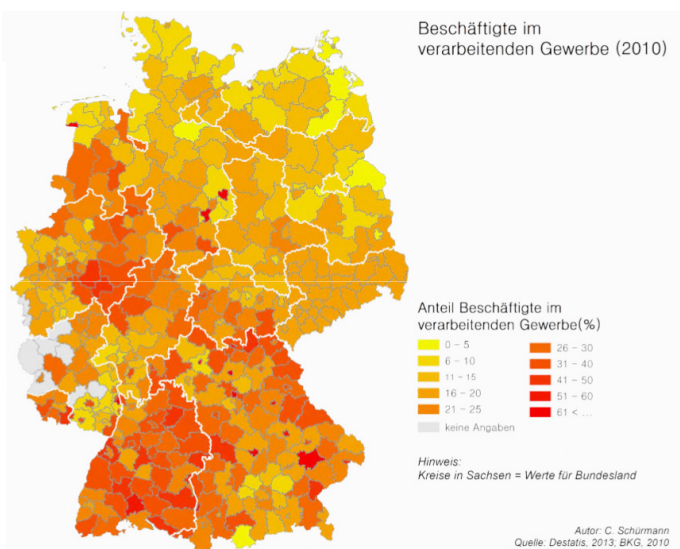 Beschäftigte im
verarbeitenden Gewerbe (2010)
Anteil Beschäftigte im
verarbeitenden Gewerbe(%)
0 - 5
6 - 10
11 - 15
16 - 20
21 - 25
keine Angaben
26 - 30
31 - 40
41 - 50
51 - 60
61 < ...
Hinweis:
Kreise in Sachsen = Werte für Bundesland
Autor: C. Schürmann
Quelle: Destatis, 2013; BKG, 2010